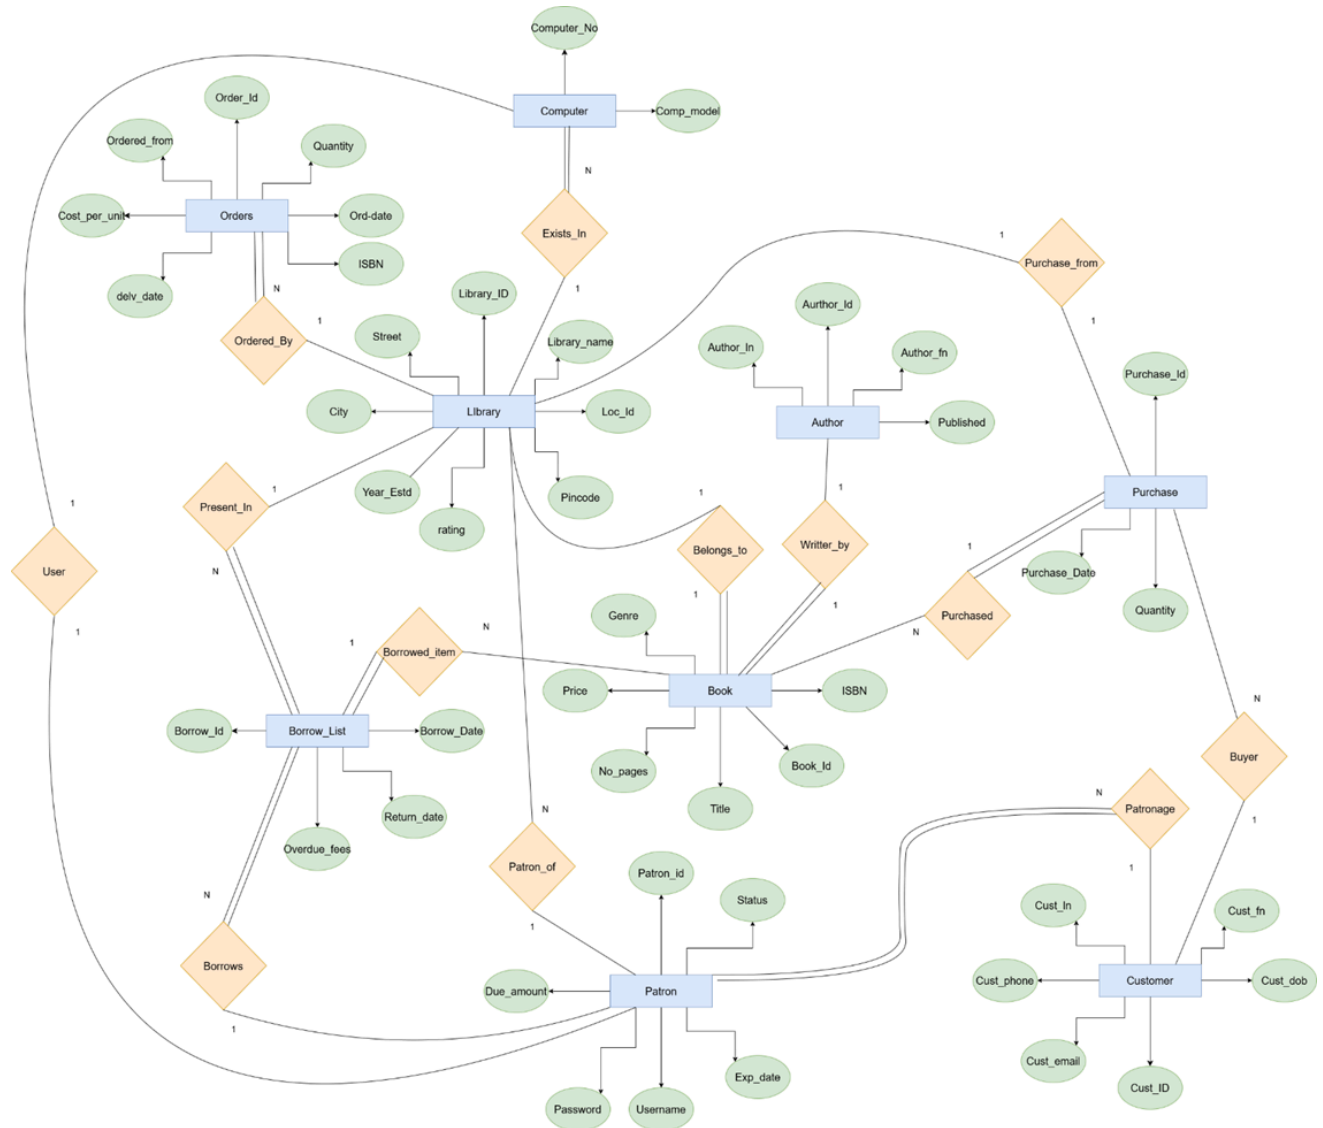 Computer_No
Computer
Comp_model
Order_Id
Ordered_from
Quantity
Cost_per_unit
Orders
Ord-date
ISBN
delv_date
N
Exists_In
1
N
Ordered_By
1
Library_ID
Street
Library_name
City
LIbrary
Loc_Id
Year_Estd
rating
Pincode
1
Purchase_from
1
Aurthor_Id
Author_ln
Author_fn
Author
Published
Purchase_Id
Purchase
Purchase_Date
Quantity
1
User
1
Present_In
1
N
1
Belongs_to
1
1
Writter_by
1
1
Purchased
N
Genre
Price
Book
ISBN
No_pages
Title
Book_Id
1
Borrowed_item
N
Borrow_Id
Borrow_List
Borrow_Date
Overdue_fees
Return_date
N
Buyer
1
N
Patronage
1
N
Patron_of
1
N
Borrows
1
Patron_id
Status
Due_amount
Patron
Password
Username
Exp_date
Cust_ln
Cust_fn
Cust_phone
Customer
Cust_dob
Cust_email
Cust_ID